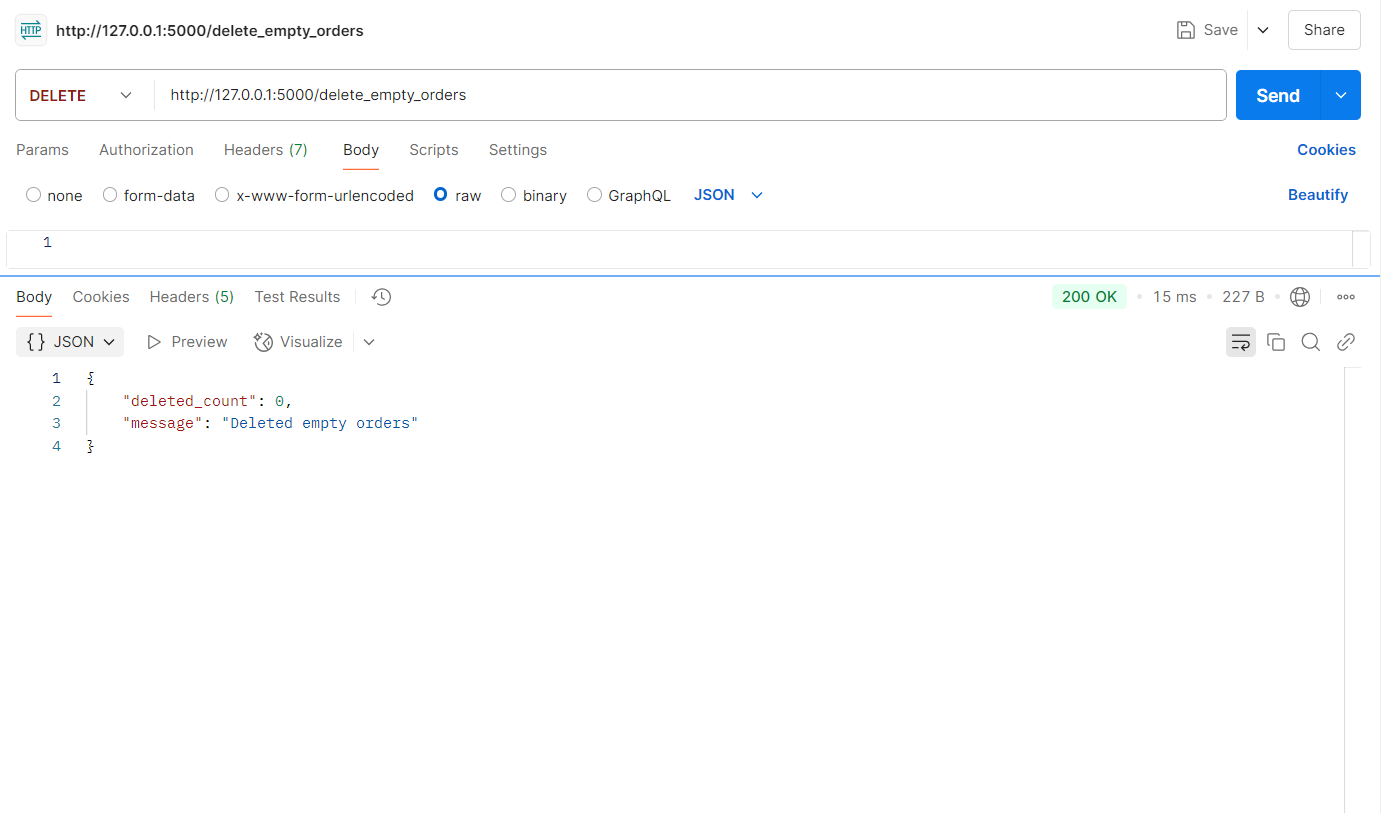 HTTP http://127.0.0.1:5000/delete_empty_orders Save Share
DELETE http://127.0.0.1:5000/delete_empty_orders Send
Params Authorization Headers (7) Body Scripts Settings Cookies
none form-data x-www-form-urlencoded raw binary GraphQL JSON Beautify
1
Body Cookies Headers (5) Test Results 200 OK • 15 ms • 227 B •
{} JSON Preview Visualize
1 {
2 "deleted_count": 0,
3 "message": "Deleted empty orders"
4 }